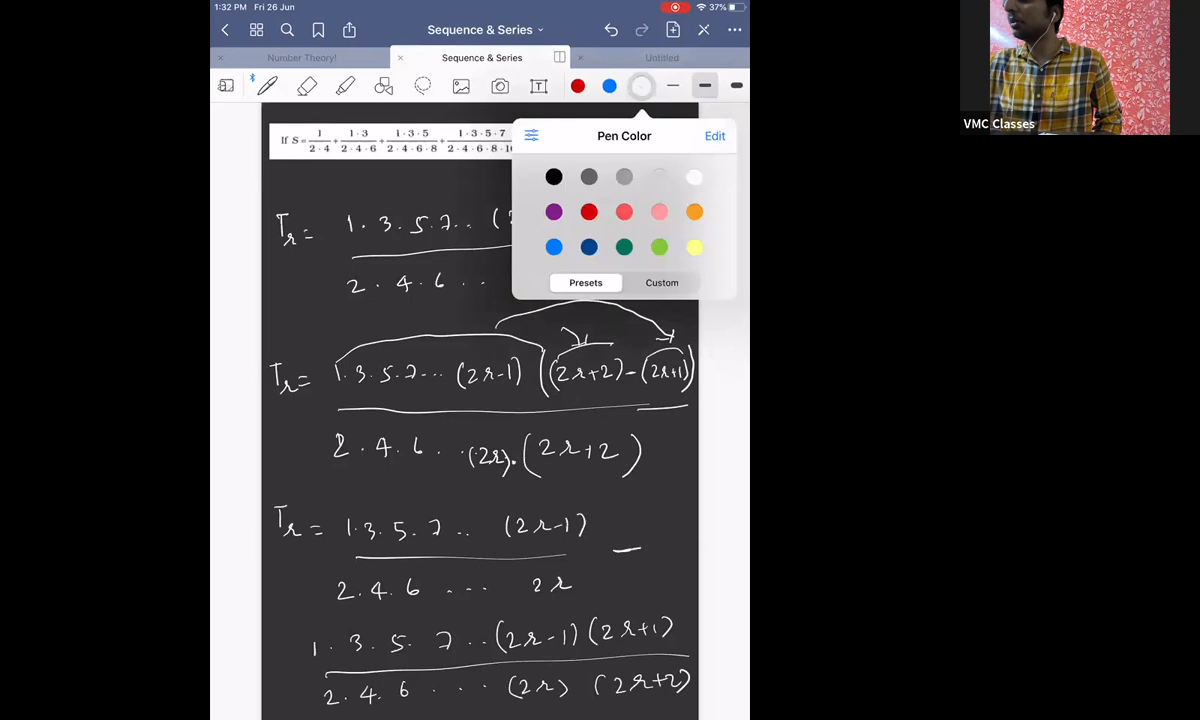 1:32 PM Fri 26 Jun 37%
Sequence & Series
Number Theory! Sequence & Series Untitled
VMC Classes
Pen Color Edit
Presets Custom
If S = 1/2·4 + 1·3/2·4·6 + 1·3·5/2·4·6·8 + 1·3·5·7/2·4·6·8·1
Tr = 1·3·5·7·· (
2·4·6 ··
Tr = 1·3·5·7··· (2r-1) ((2r+2) - (2r+1))
2·4·6··(2r)·(2r+2)
Tr = 1·3·5·7·· (2r-1) —
2·4·6 ··· 2r
1·3·5·7··(2r-1)(2r+1)
2·4·6 ··· (2r) (2r+2)